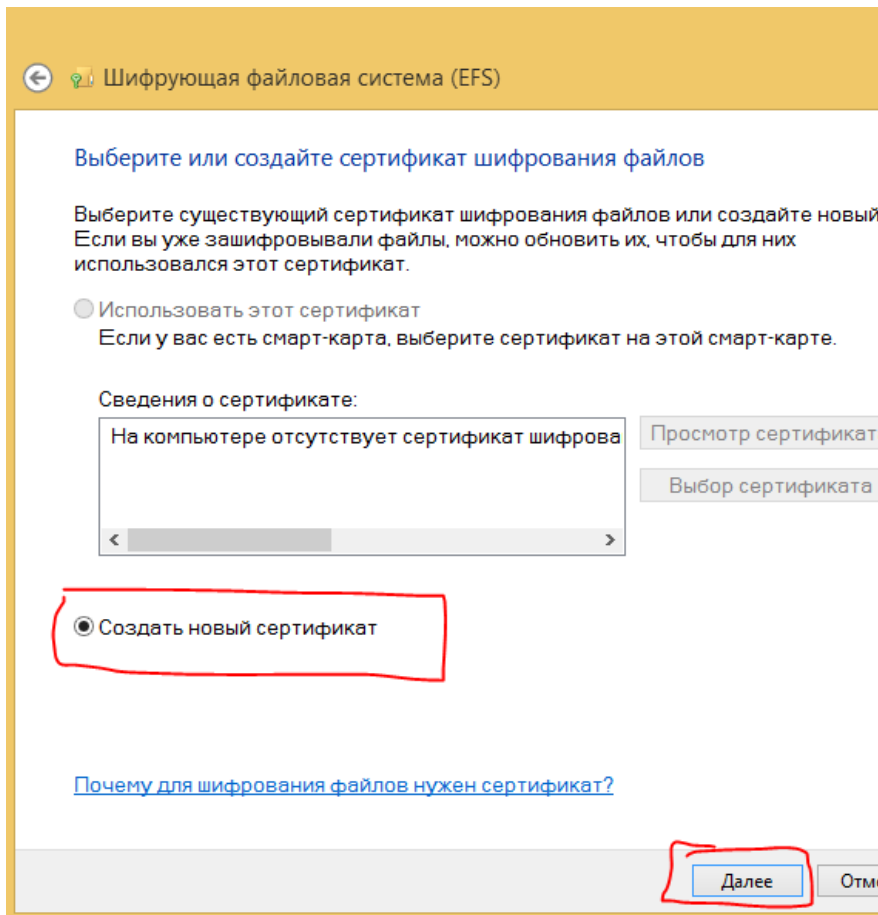 Шифрующая файловая система (EFS)
Выберите или создайте сертификат шифрования файлов
Выберите существующий сертификат шифрования файлов или создайте новый
Если вы уже зашифровывали файлы, можно обновить их, чтобы для них
использовался этот сертификат.
Использовать этот сертификат
Если у вас есть смарт-карта, выберите сертификат на этой смарт-карте.
Сведения о сертификате:
На компьютере отсутствует сертификат шифрова
Просмотр сертификат
Выбор сертификата
Создать новый сертификат
Почему для шифрования файлов нужен сертификат?
Далее Отм